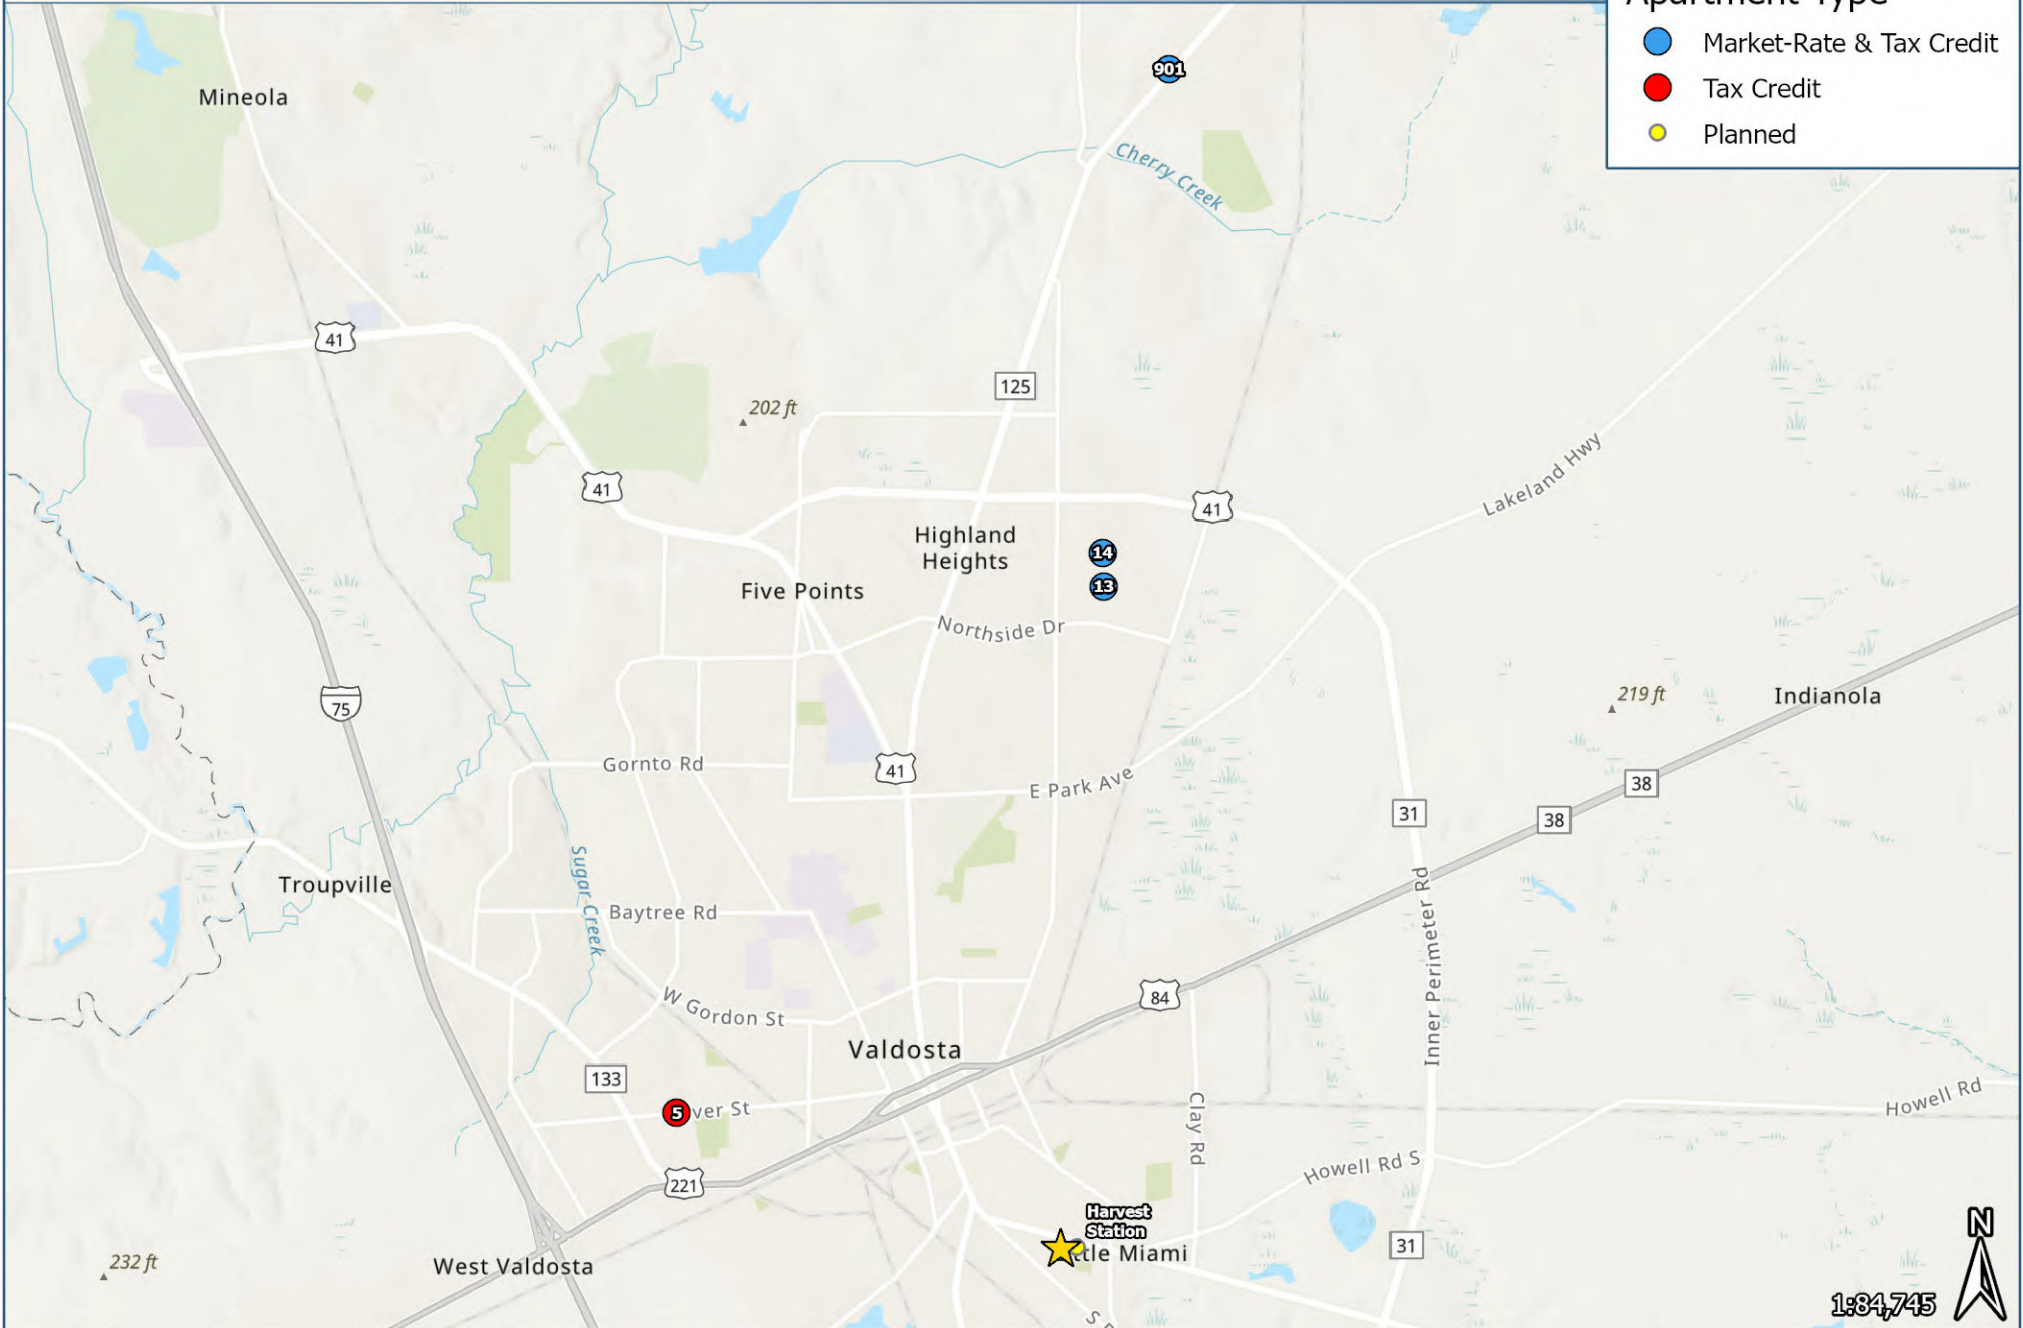 Market-Rate & Tax Credit
Tax Credit
Planned
901
Mineola
Cherry Creek
41
125
202 ft
41
Lakeland Hwy
41
Highland
Heights
14
13
Five Points
Northside Dr
75
219 ft
Indianola
Gornto Rd
41
E Park Ave
38
31
38
Sugar Creek
Troupville
Baytree Rd
Inner Perimeter Rd
W Gordon St
84
Valdosta
133
5
ver St
Clay Rd
Howell Rd
Howell Rd S
221
Harvest
Station
ttle Miami
31
N
232 ft
West Valdosta
1:84,745